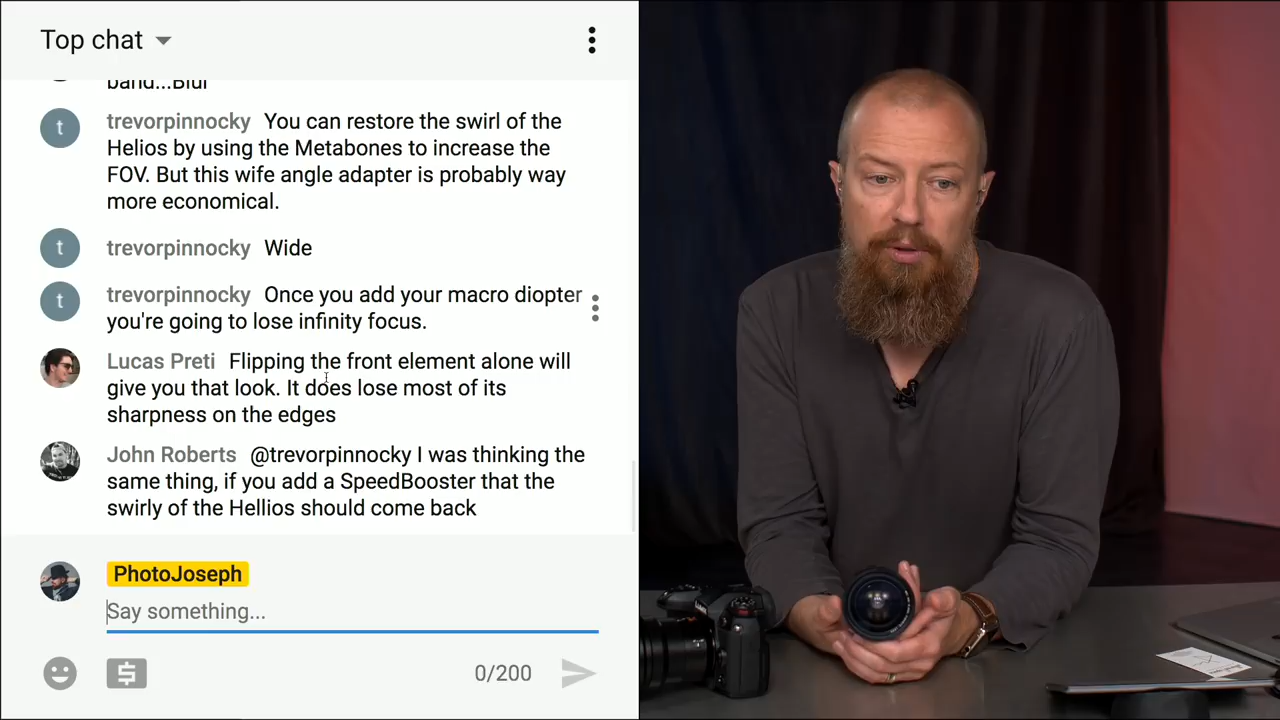 Top chat
band...Blur
trevorpinnocky You can restore the swirl of the
Helios by using the Metabones to increase the
FOV. But this wife angle adapter is probably way
more economical.
trevorpinnocky Wide
trevorpinnocky Once you add your macro diopter
you're going to lose infinity focus.
Lucas Preti Flipping the front element alone will
give you that look. It does lose most of its
sharpness on the edges
John Roberts @trevorpinnocky I was thinking the
same thing, if you add a SpeedBooster that the
swirly of the Hellios should come back
PhotoJoseph
Say something...
0/200